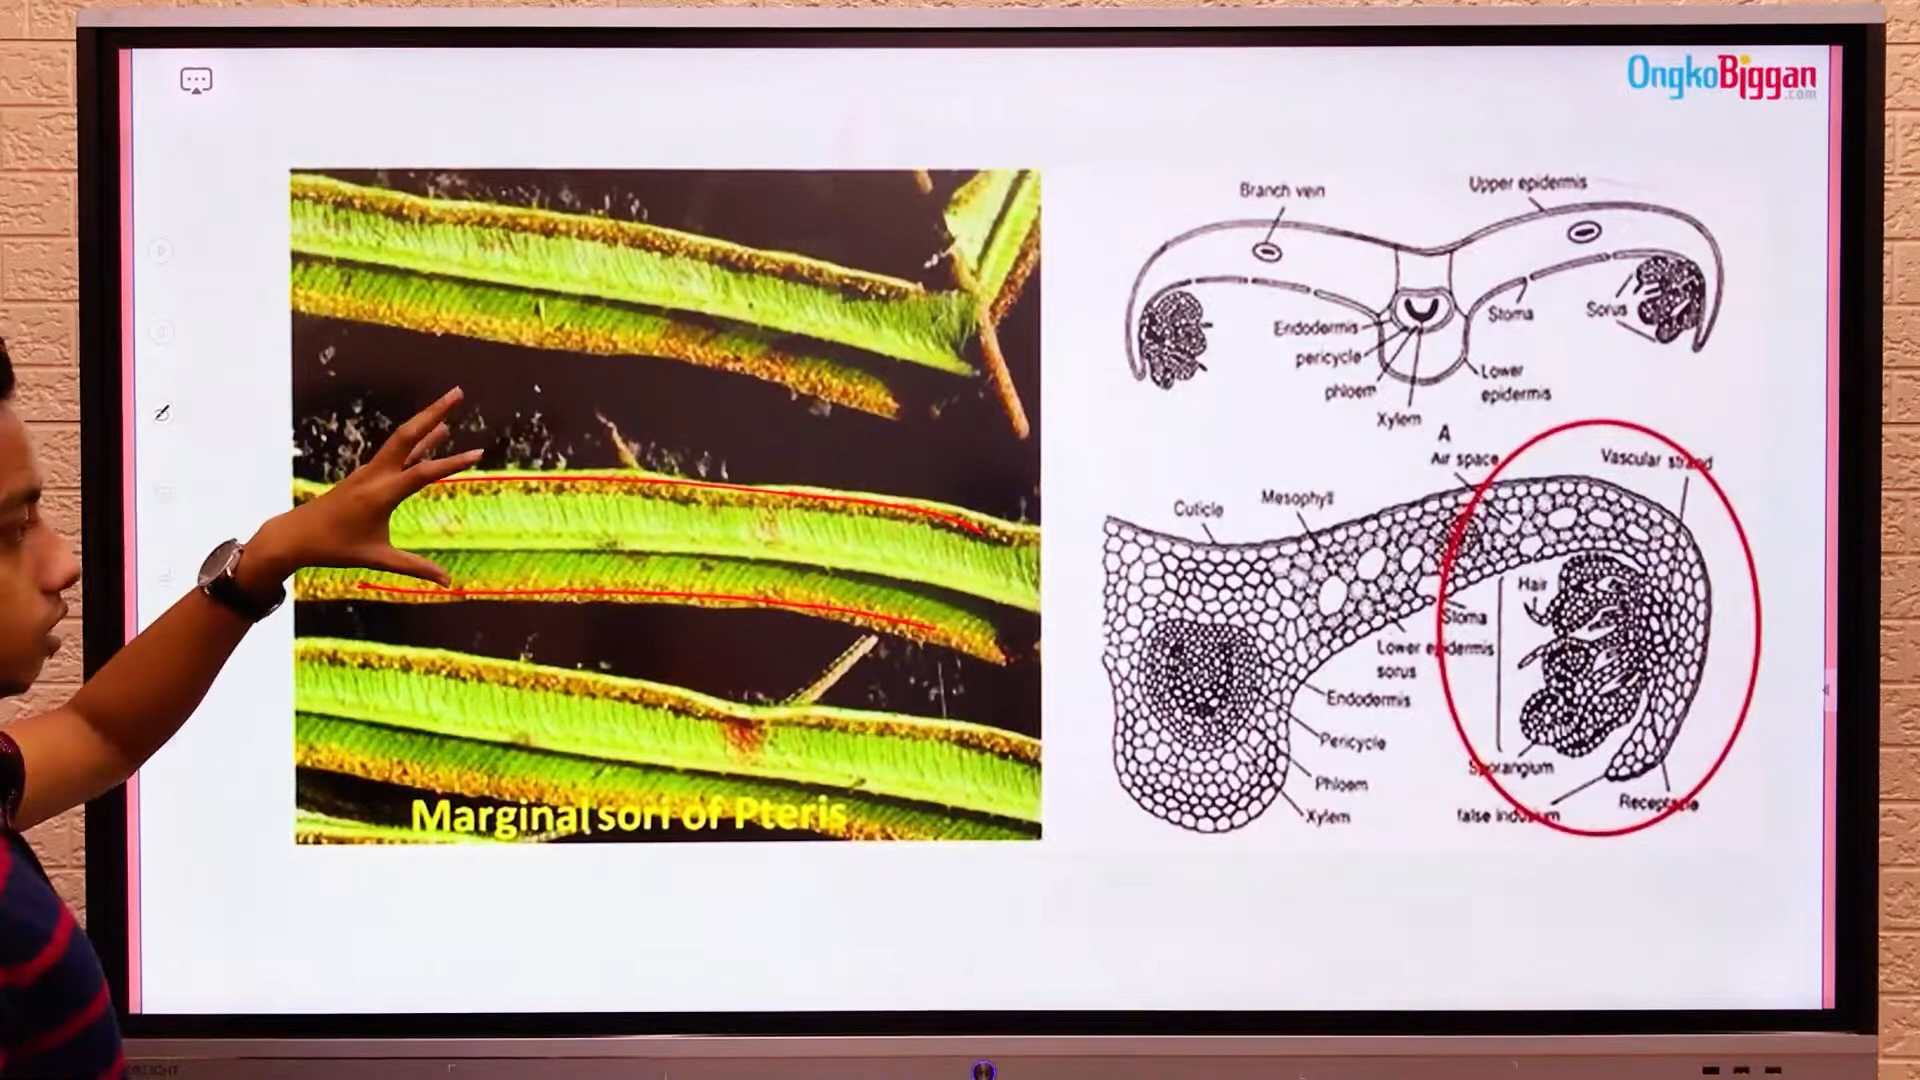 OngkoBiggan
.com
Branch vein
Upper epidermis
Endodermis
Stoma
Sorus
pericycle
phloem
Lower
epidermis
Xylem
A
Air space
Vascular strand
Cuticle
Mesophyll
Hair
Stoma
Lower epidermis
sorus
Endodermis
Pericycle
Phloem
Xylem
Sporangium
false indusium
Receptacle
Marginal sori of Pteris